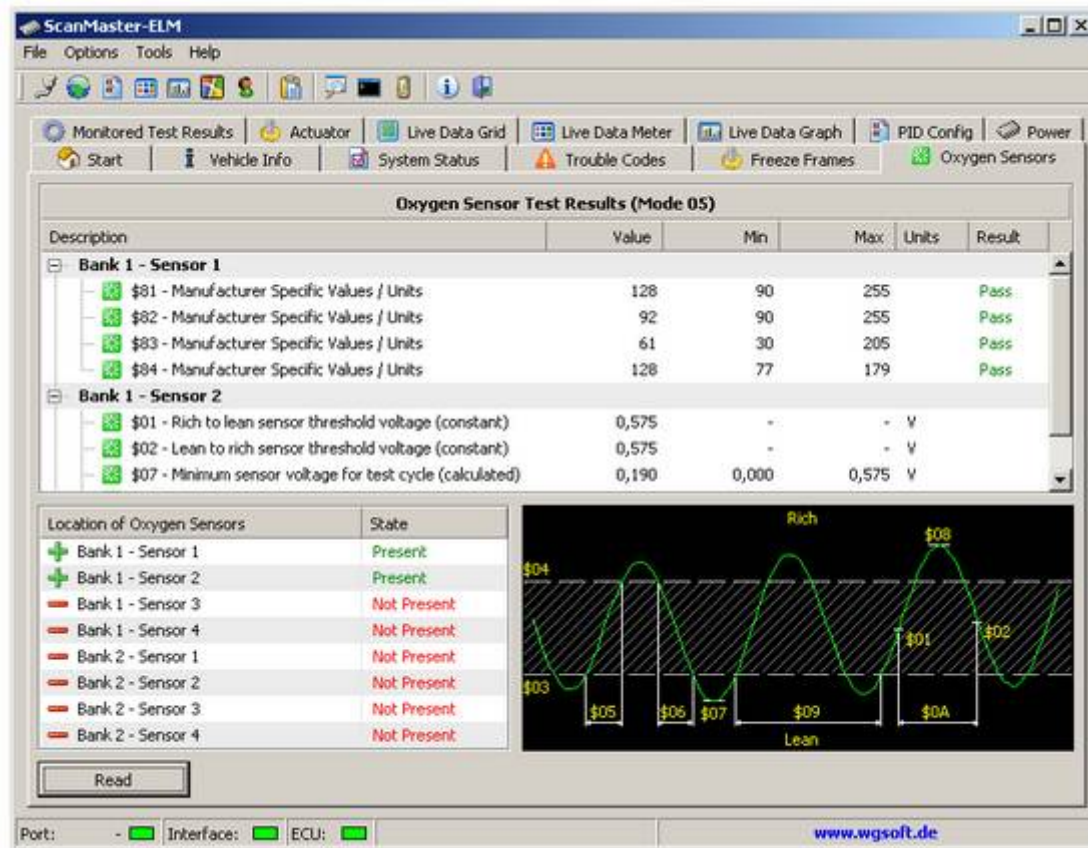 ScanMaster-ELM
File Options Tools Help
Monitored Test Results Actuator Live Data Grid Live Data Meter Live Data Graph PID Config Power
Start Vehicle Info System Status Trouble Codes Freeze Frames Oxygen Sensors
Oxygen Sensor Test Results (Mode 05)
Description Value Min Max Units Result
Bank 1 - Sensor 1
$81 - Manufacturer Specific Values / Units 128 90 255 Pass
$82 - Manufacturer Specific Values / Units 92 90 255 Pass
$83 - Manufacturer Specific Values / Units 61 30 205 Pass
$84 - Manufacturer Specific Values / Units 128 77 179 Pass
Bank 1 - Sensor 2
$01 - Rich to lean sensor threshold voltage (constant) 0,575 - - V
$02 - Lean to rich sensor threshold voltage (constant) 0,575 - - V
$07 - Minimum sensor voltage for test cycle (calculated) 0,190 0,000 0,575 V
Location of Oxygen Sensors State
Bank 1 - Sensor 1 Present
Bank 1 - Sensor 2 Present
Bank 1 - Sensor 3 Not Present
Bank 1 - Sensor 4 Not Present
Bank 2 - Sensor 1 Not Present
Bank 2 - Sensor 2 Not Present
Bank 2 - Sensor 3 Not Present
Bank 2 - Sensor 4 Not Present
Rich
$08
$04
$01 $02
$03
$05 $06 $07 $09 $0A
Lean
Read
Port: - Interface: ECU: www.wgsoft.de